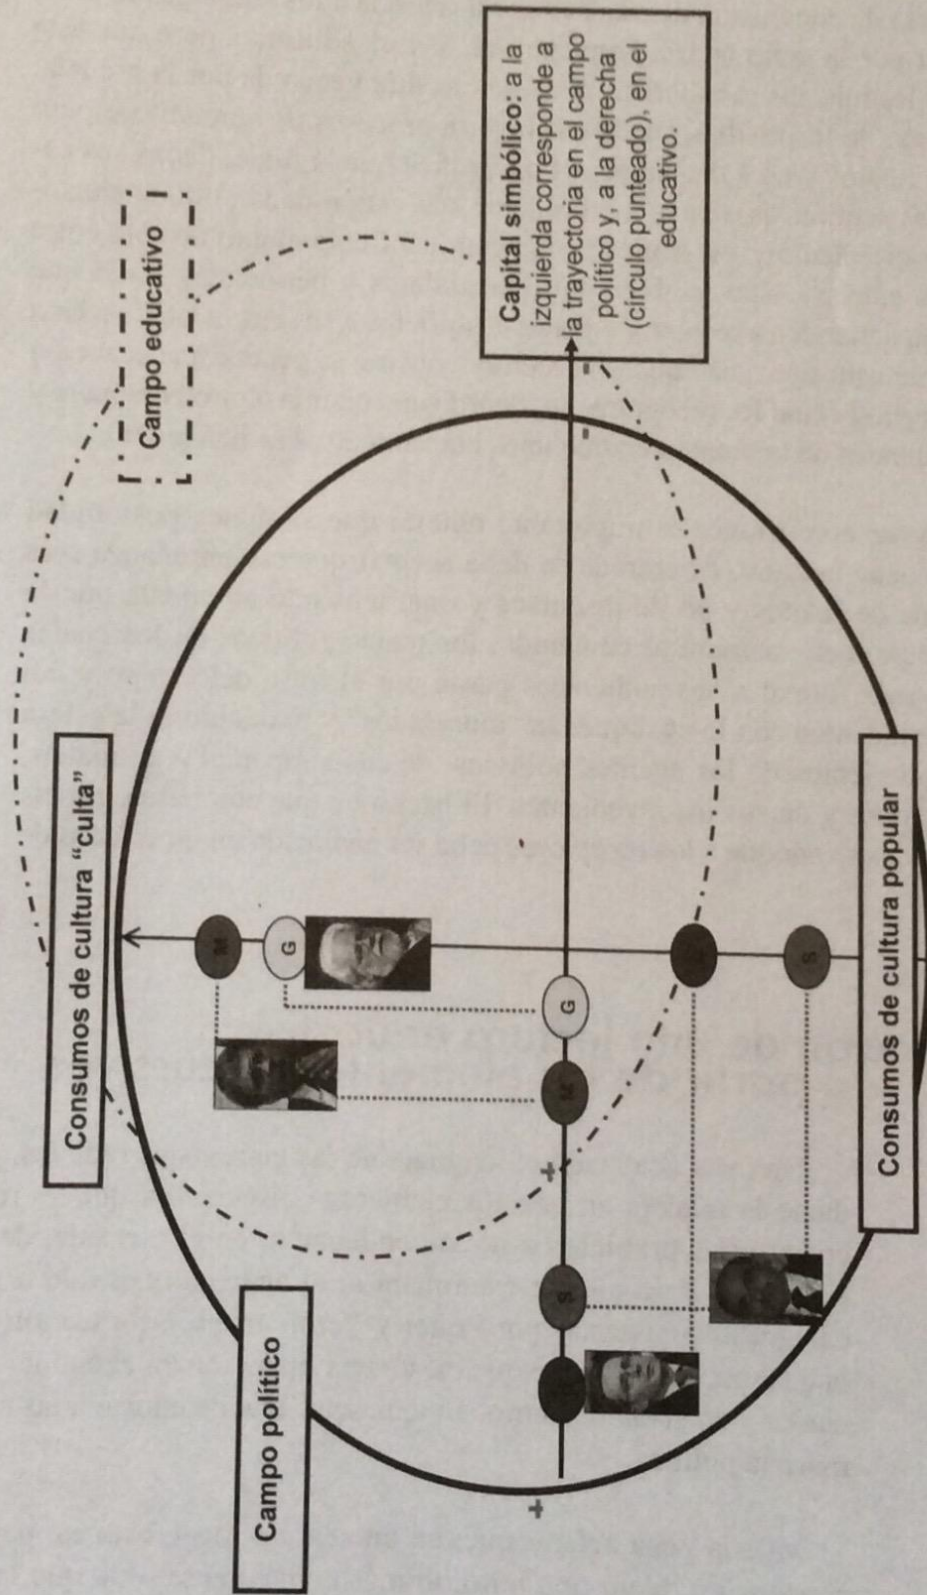 Consumos de cultura “culta”
Campo educativo
Campo político
M
G
G
M
S
S
+
+
-
-
Capital simbólico: a la
izquierda corresponde a
la trayectoria en el campo
político y, a la derecha
(círculo punteado), en el
educativo.
Consumos de cultura popular